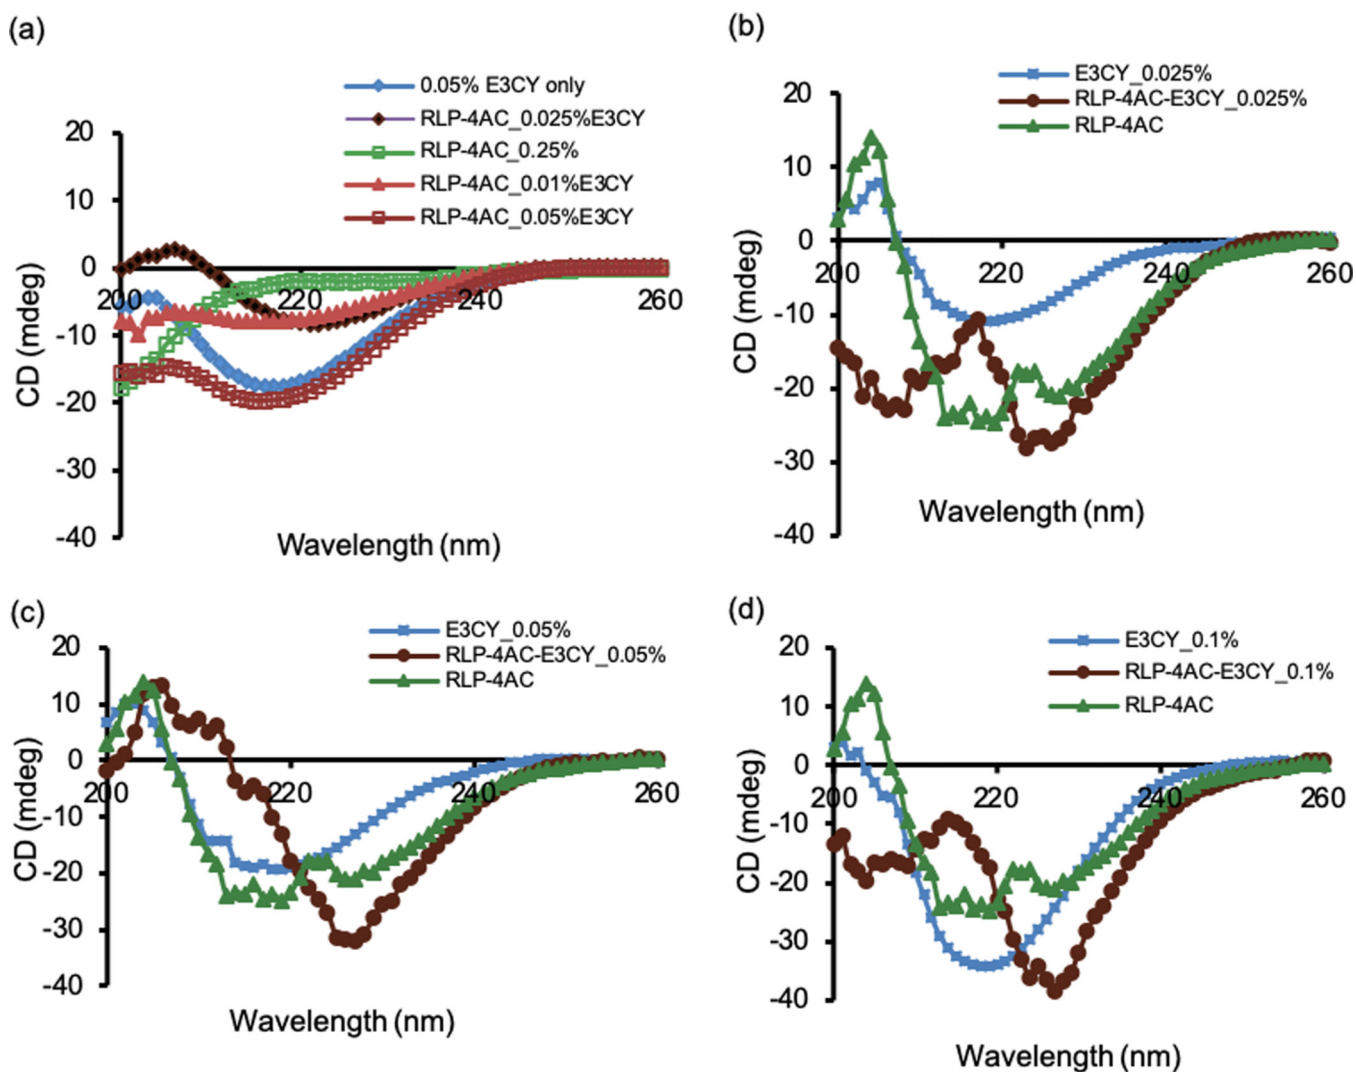 (a)
0.05% E3CY only
RLP-4AC_0.025%E3CY
RLP-4AC_0.25%
RLP-4AC_0.01%E3CY
RLP-4AC_0.05%E3CY
20
10
0
-10
-20
-30
-40
200
220
240
260
CD (mdeg)
Wavelength (nm)
(b)
E3CY_0.025%
RLP-4AC-E3CY_0.025%
RLP-4AC
20
10
0
-10
-20
-30
-40
200
220
240
260
CD (mdeg)
Wavelength (nm)
(c)
E3CY_0.05%
RLP-4AC-E3CY_0.05%
RLP-4AC
20
10
0
-10
-20
-30
-40
200
220
240
260
CD (mdeg)
Wavelength (nm)
(d)
E3CY_0.1%
RLP-4AC-E3CY_0.1%
RLP-4AC
20
10
0
-10
-20
-30
-40
200
220
240
260
CD (mdeg)
Wavelength (nm)